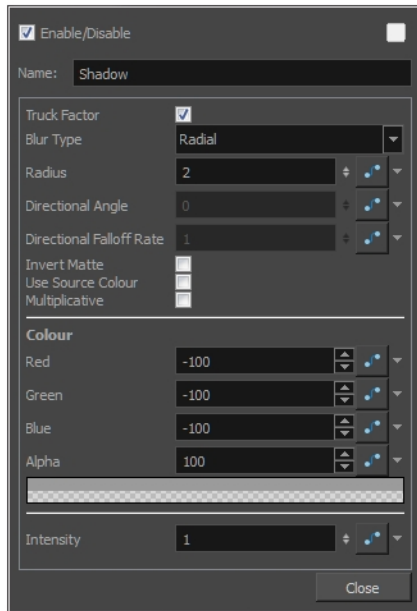 Enable/Disable
Name: Shadow
Truck Factor
Blur Type Radial
Radius 2
Directional Angle 0
Directional Falloff Rate 1
Invert Matte
Use Source Colour
Multiplicative
Colour
Red -100
Green -100
Blue -100
Alpha 100
Intensity 1
Close